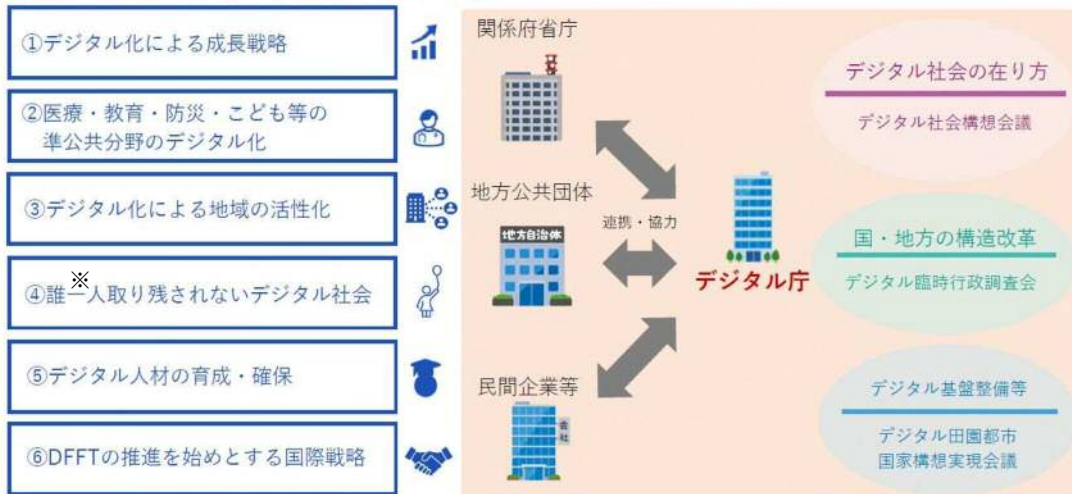 ①デジタル化による成長戦略
②医療・教育・防災・こども等の
準公共分野のデジタル化
③デジタル化による地域の活性化
※
④誰一人取り残されないデジタル社会
⑤デジタル人材の育成・確保
⑥DFFTの推進を始めとする国際戦略
関係府省庁
地方公共団体
地方自治体
連携・協力
民間企業等
会社
デジタル庁
デジタル社会の在り方
デジタル社会構想会議
国・地方の構造改革
デジタル臨時行政調査会
デジタル基盤整備等
デジタル田園都市
国家構想実現会議